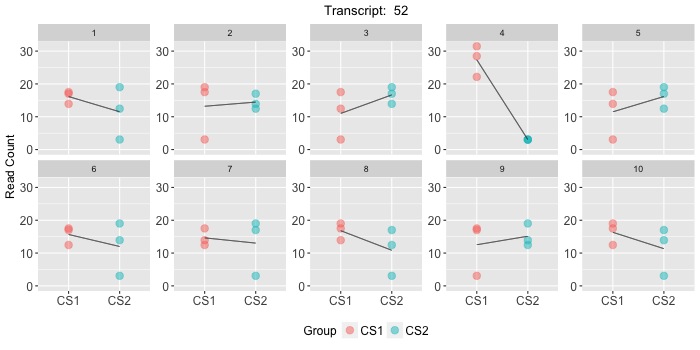 Transcript: 52
1 2 3 4 5
30
20
10
0
Read Count
6 7 8 9 10
30
20
10
0
CS1 CS2 CS1 CS2 CS1 CS2 CS1 CS2 CS1 CS2
Group CS1 CS2